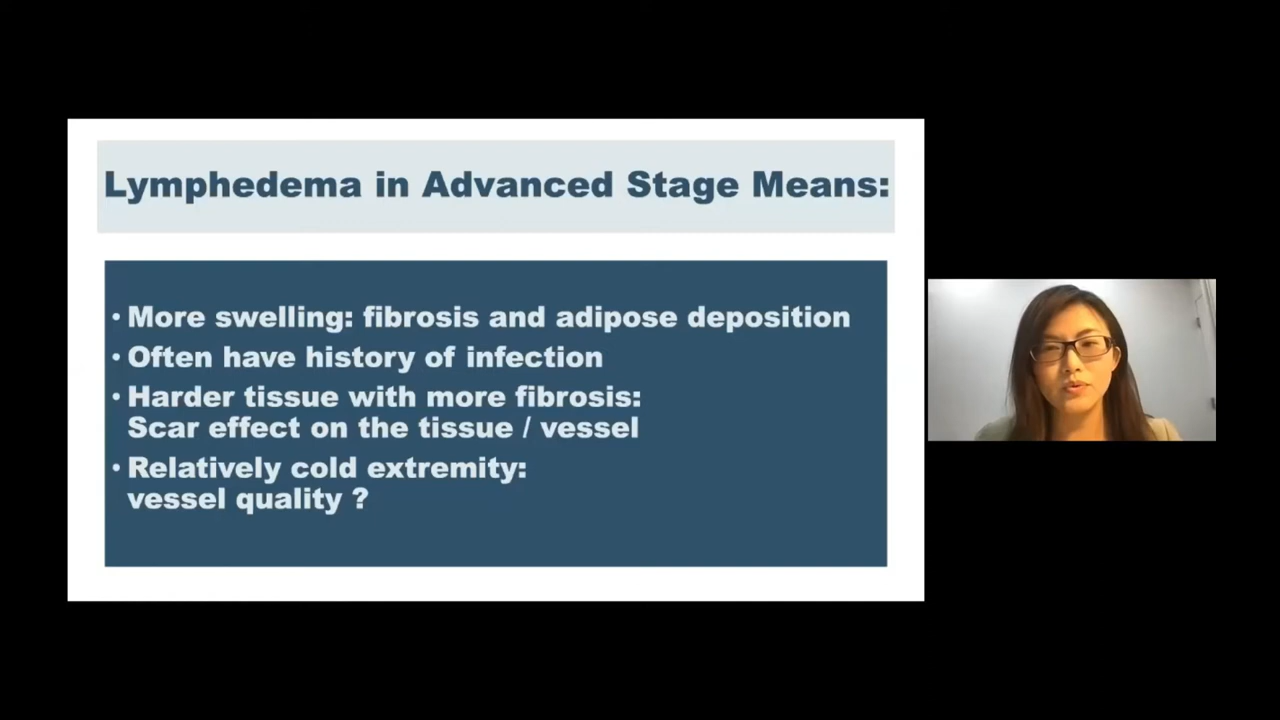 Lymphedema in Advanced Stage Means:
• More swelling: fibrosis and adipose deposition
• Often have history of infection
• Harder tissue with more fibrosis:
Scar effect on the tissue / vessel
• Relatively cold extremity:
vessel quality ?